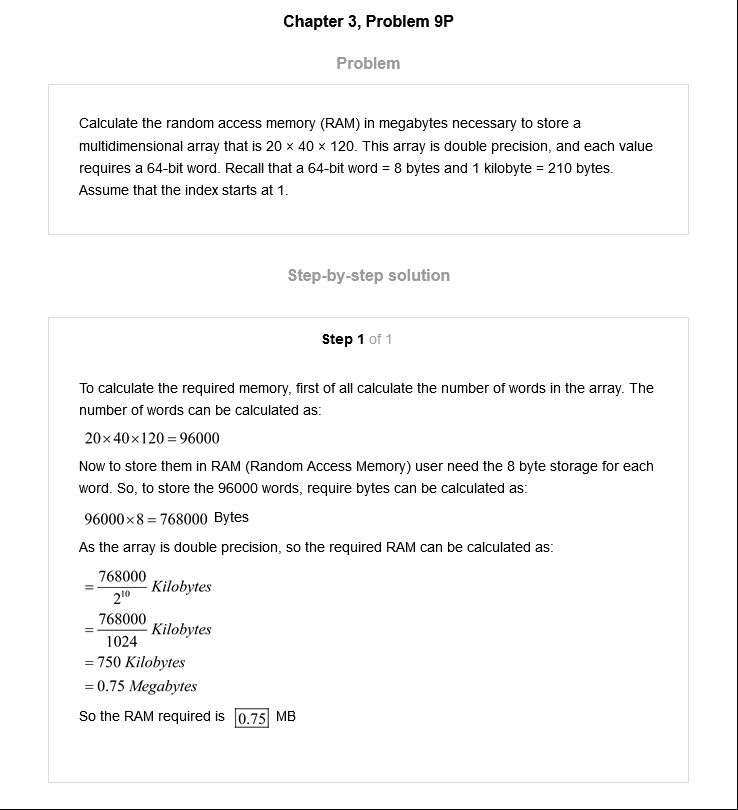 Chapter 3, Problem 9P
Problem
Calculate the random access memory (RAM) in megabytes necessary to store a
multidimensional array that is 20 × 40 × 120. This array is double precision, and each value
requires a 64-bit word. Recall that a 64-bit word = 8 bytes and 1 kilobyte = 210 bytes.
Assume that the index starts at 1.
Step-by-step solution
Step 1 of 1
To calculate the required memory, first of all calculate the number of words in the array. The
number of words can be calculated as:
20×40×120 = 96000
Now to store them in RAM (Random Access Memory) user need the 8 byte storage for each
word. So, to store the 96000 words, require bytes can be calculated as:
96000×8 = 768000 Bytes
As the array is double precision, so the required RAM can be calculated as:
= 768000/2¹⁰ Kilobytes
= 768000/1024 Kilobytes
= 750 Kilobytes
= 0.75 Megabytes
So the RAM required is 0.75 MB